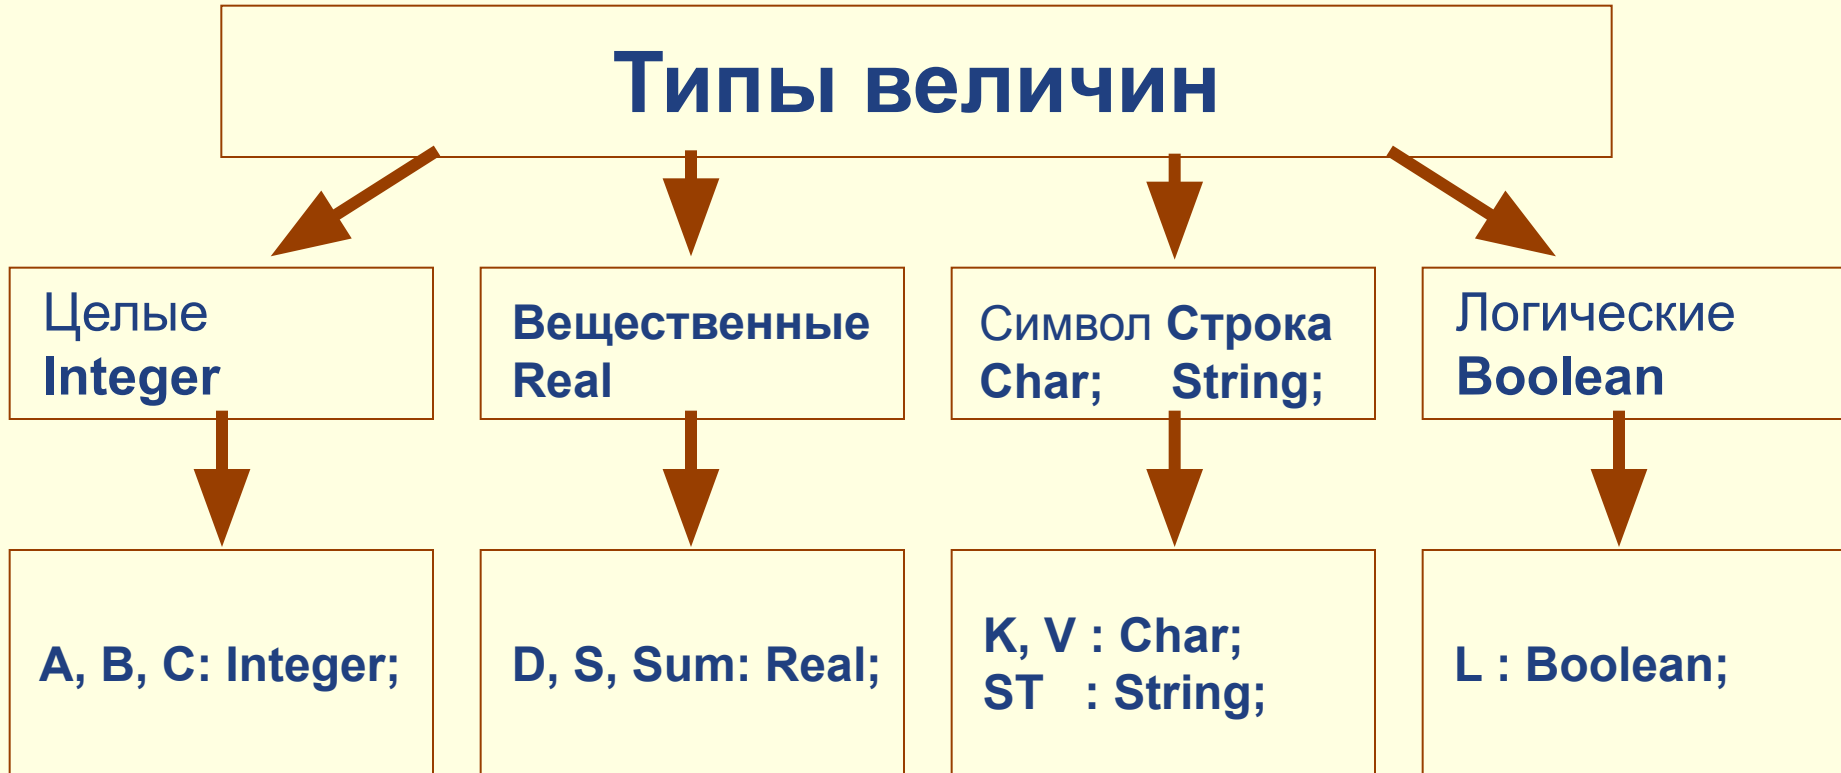 Типы величин
Целые
Integer
Вещественные
Real
Символ Строка
Char; String;
Логические
Boolean
A, B, C: Integer;
D, S, Sum: Real;
K, V : Char;
ST : String;
L : Boolean;